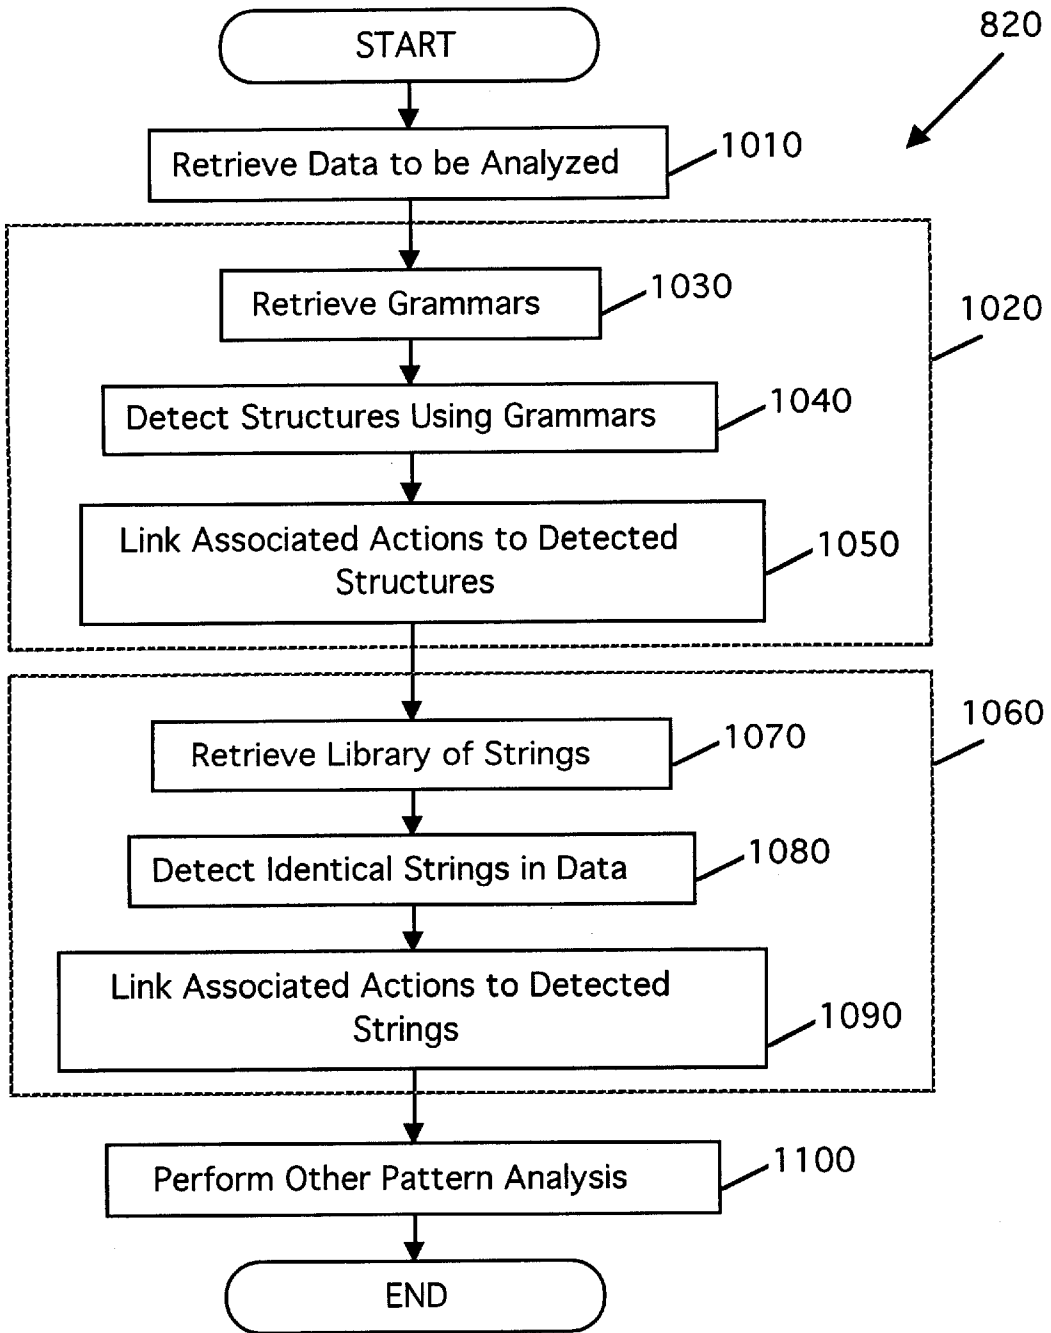 START
820
Retrieve Data to be Analyzed
1010
Retrieve Grammars
1030
1020
Detect Structures Using Grammars
1040
Link Associated Actions to Detected
Structures
1050
1060
Retrieve Library of Strings
1070
Detect Identical Strings in Data
1080
Link Associated Actions to Detected
Strings
1090
Perform Other Pattern Analysis
1100
END